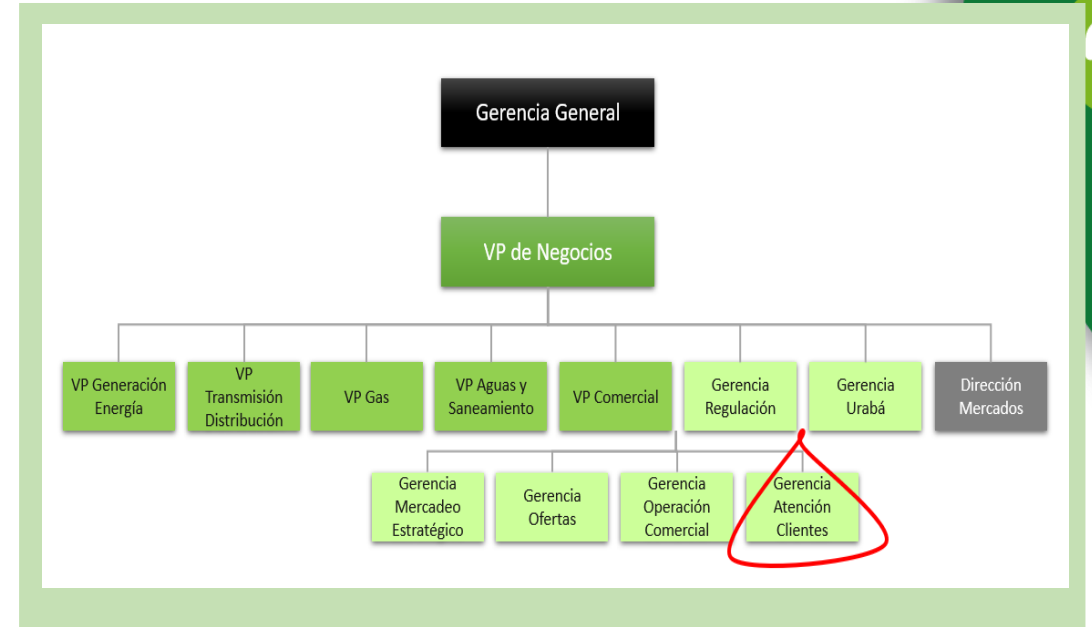 Gerencia General
VP de Negocios
VP Generación
Energía
VP
Transmisión
Distribución
VP Gas
VP Aguas y
Saneamiento
VP Comercial
Gerencia
Regulación
Gerencia
Urabá
Dirección
Mercados
Gerencia
Mercadeo
Estratégico
Gerencia
Ofertas
Gerencia
Operación
Comercial
Gerencia
Atención
Clientes